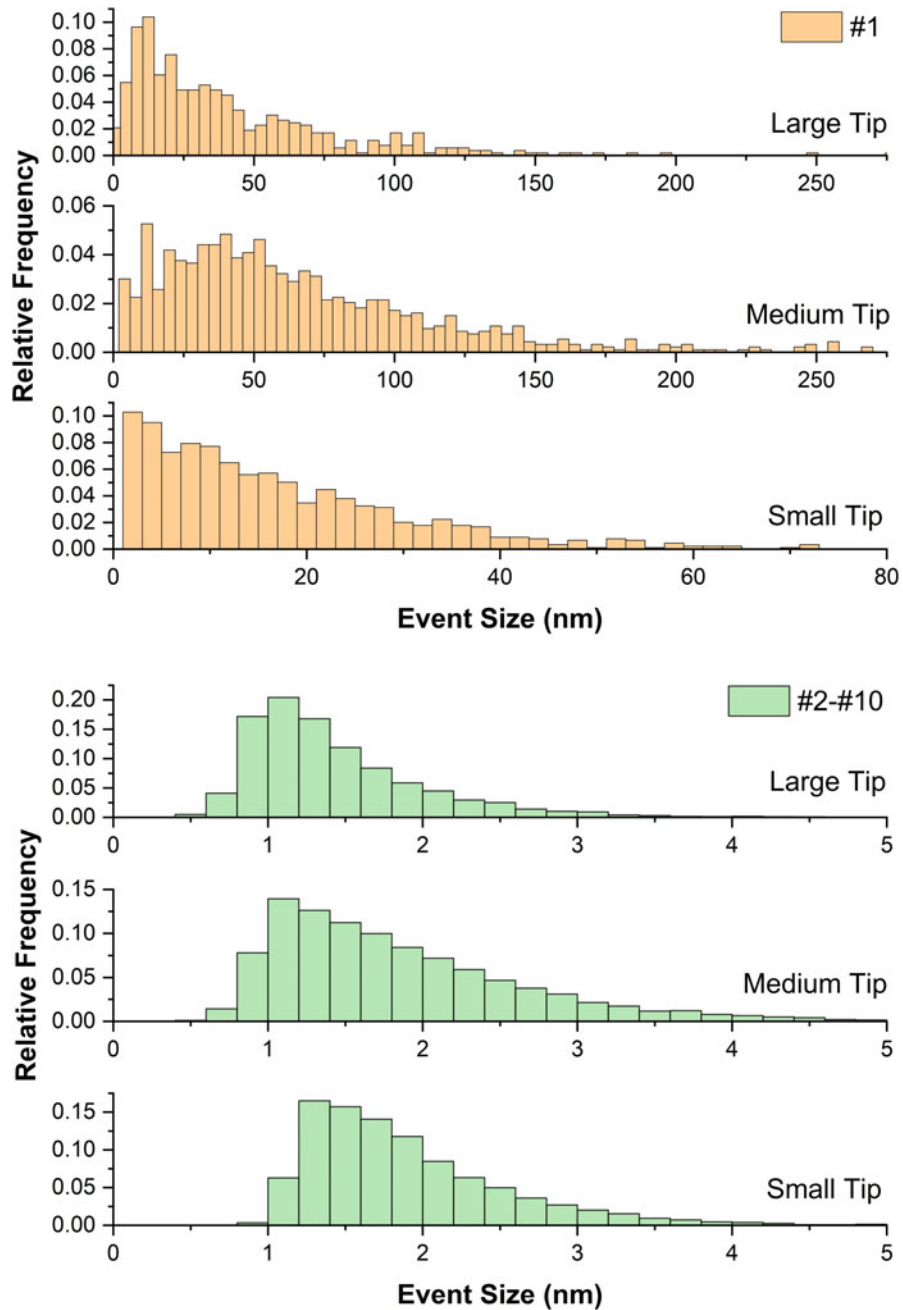 #1
0.10
0.08
0.06
0.04
0.02
0.00
Large Tip
0 50 100 150 200 250
0.06
0.04
0.02
0.00
Medium Tip
0 50 100 150 200 250
0.10
0.08
0.06
0.04
0.02
0.00
Small Tip
0 20 40 60 80
Relative Frequency
Event Size (nm)
#2-#10
0.20
0.15
0.10
0.05
0.00
Large Tip
0 1 2 3 4 5
0.15
0.10
0.05
0.00
Medium Tip
0 1 2 3 4 5
0.15
0.10
0.05
0.00
Small Tip
0 1 2 3 4 5
Relative Frequency
Event Size (nm)